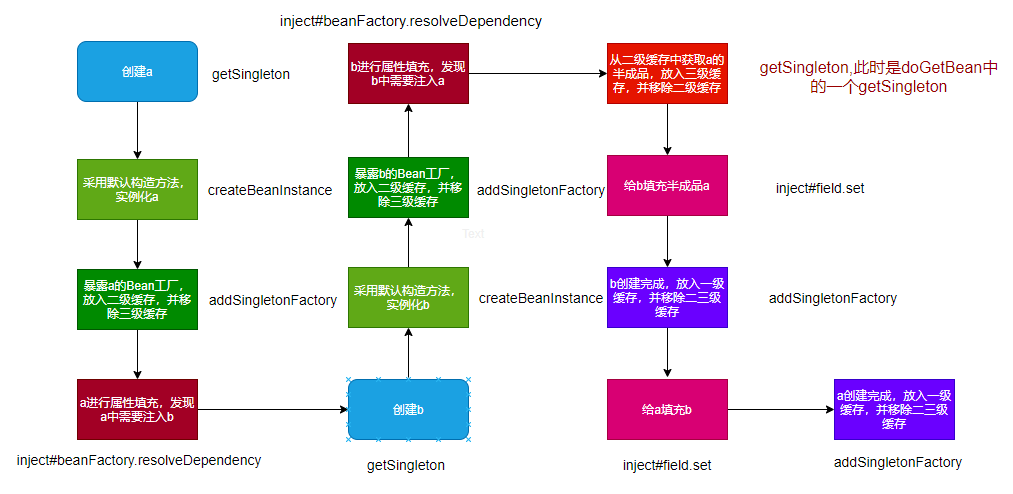 inject#beanFactory.resolveDependency
创建a
getSingleton
采用默认构造方法，
实例化a
createBeanInstance
暴露a的Bean工厂，
放入二级缓存，并移
除三级缓存
addSingletonFactory
a进行属性填充，发现
a中需要注入b
inject#beanFactory.resolveDependency
创建b
getSingleton
采用默认构造方法，
实例化b
createBeanInstance
暴露b的Bean工厂，
放入二级缓存，并移
除三级缓存
addSingletonFactory
Text
b进行属性填充，发现
b中需要注入a
从二级缓存中获取a的
半成品，放入三级缓
存，并移除二级缓存
getSingleton,此时是doGetBean中
的一个getSingleton
给b填充半成品a
inject#field.set
b创建完成，放入一级
缓存，并移除二三级
缓存
addSingletonFactory
给a填充b
inject#field.set
a创建完成，放入一级
缓存，并移除二三级
缓存
addSingletonFactory